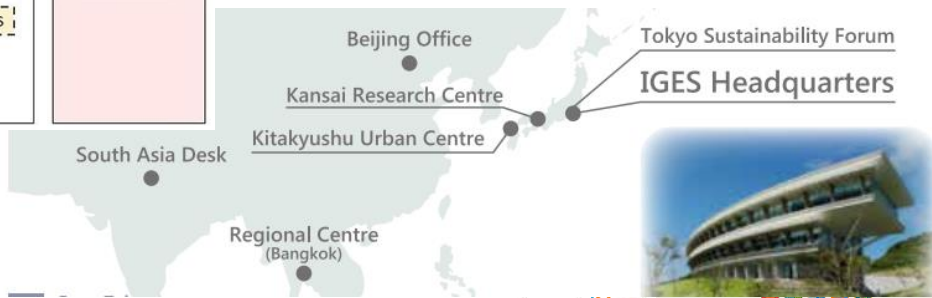 Beijing Office
Tokyo Sustainability Forum
IGES Headquarters
Kansai Research Centre
Kitakyushu Urban Centre
South Asia Desk
Regional Centre
(Bangkok)